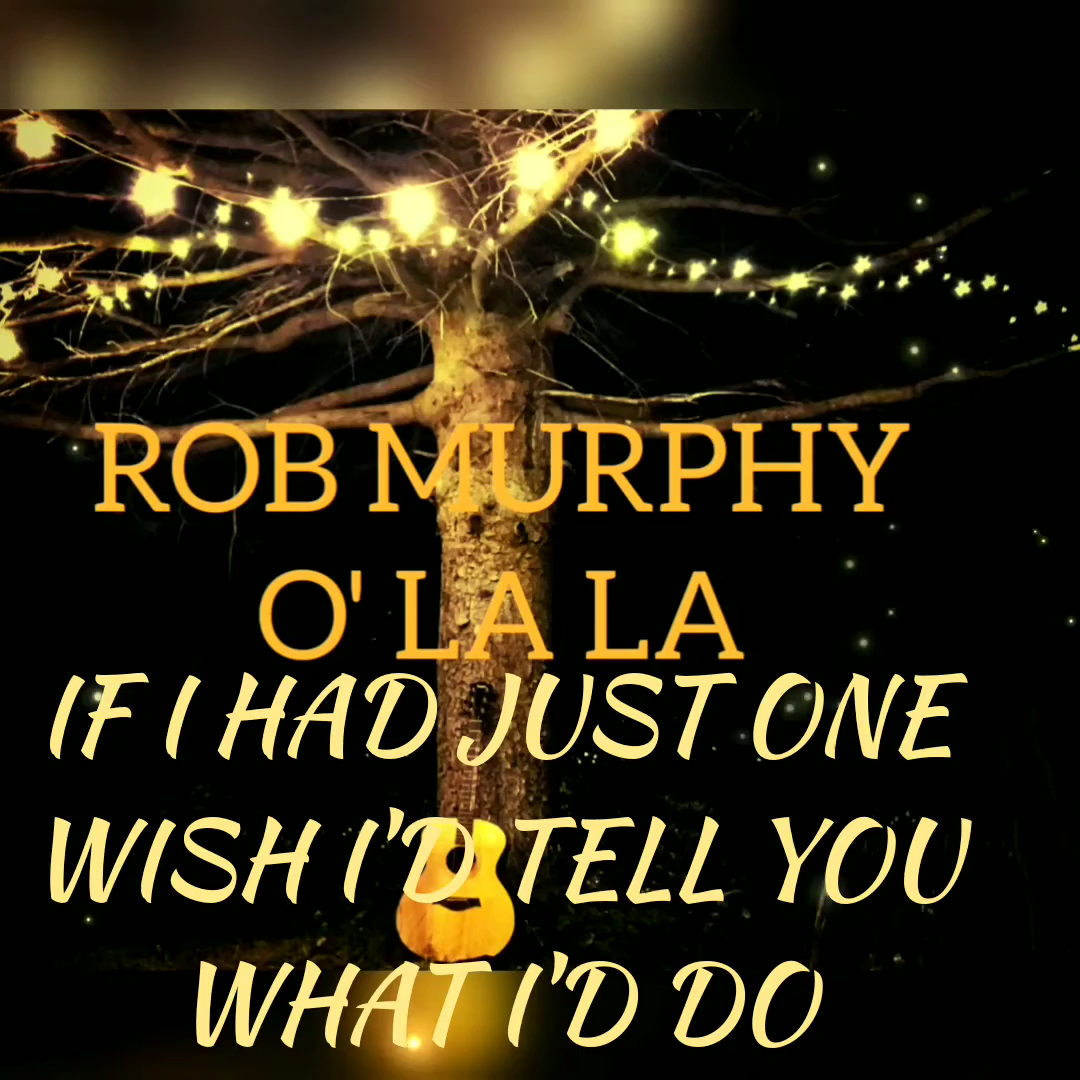 ROB MURPHY
O' LA LA
IF I HAD JUST ONE
WISH I'D TELL YOU
WHAT I'D DO